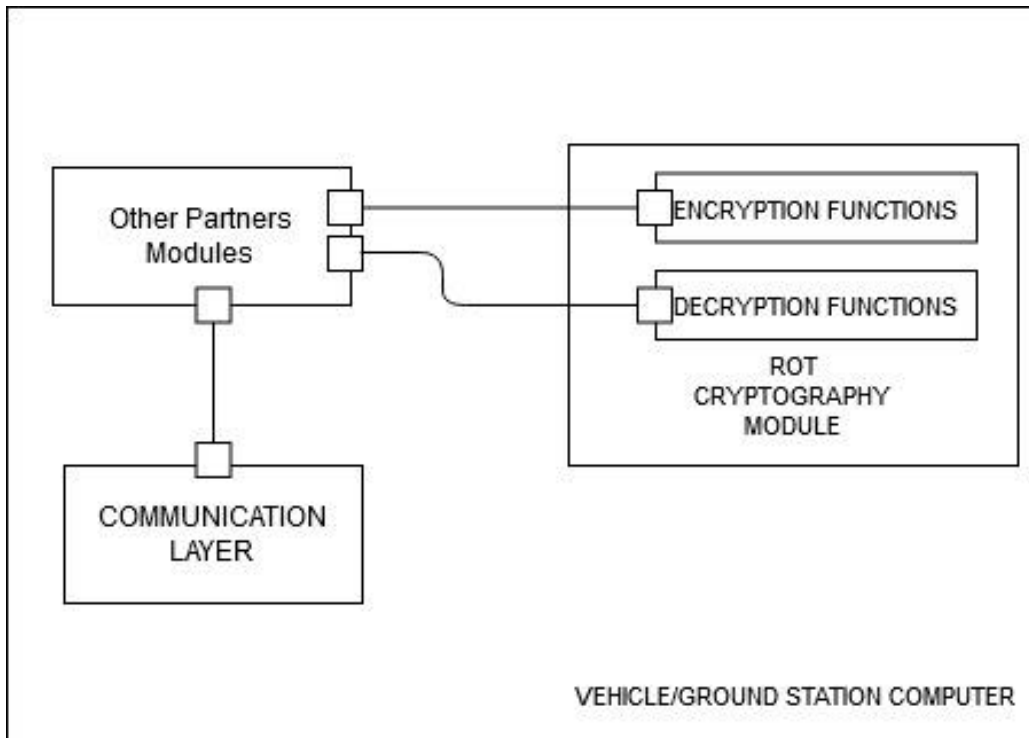 Other Partners
Modules
ENCRYPTION FUNCTIONS
DECRYPTION FUNCTIONS
ROT
CRYPTOGRAPHY
MODULE
COMMUNICATION
LAYER
VEHICLE/GROUND STATION COMPUTER